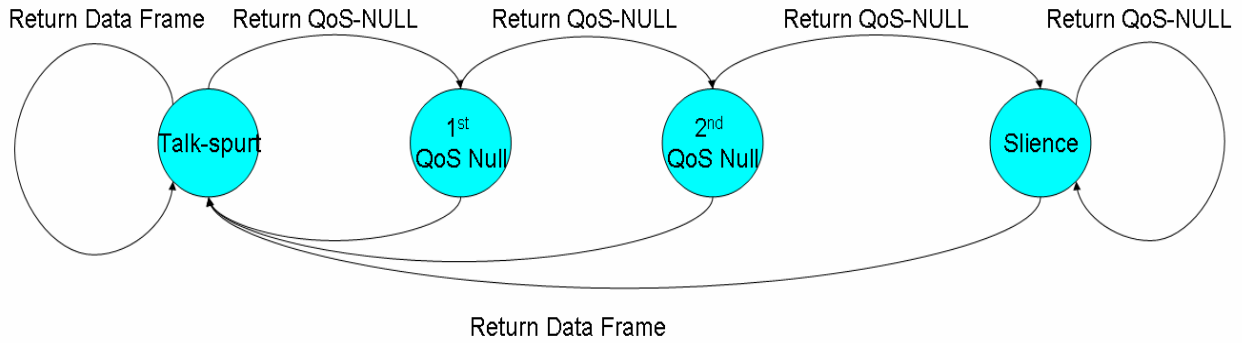 Return Data Frame
Return QoS-NULL
Return QoS-NULL
Return QoS-NULL
Return QoS-NULL
Talk-spurt
1st
QoS Null
2nd
QoS Null
Slience
Return Data Frame